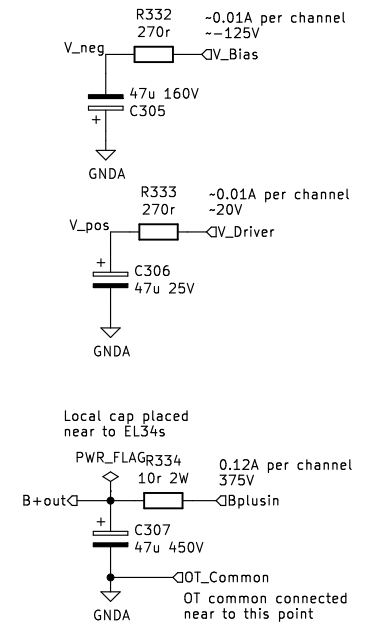 R332
270r
~0.01A per channel
~-125V
V_neg
V_Bias
47u 160V
C305
+
GNDA
R333
270r
~0.01A per channel
~20V
V_pos
V_Driver
+
C306
47u 25V
GNDA
Local cap placed
near to EL34s
PWR_FLAG
R334
10r 2W
0.12A per channel
375V
B+out
Bplusin
+
C307
47u 450V
OT_Common
GNDA
OT common connected
near to this point